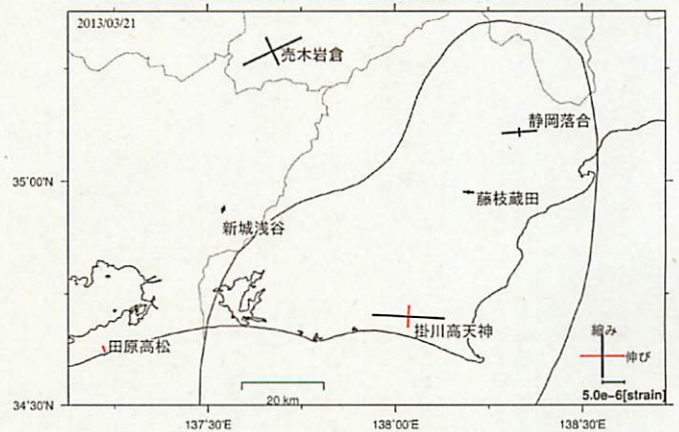 2013/03/21
売木岩倉
静岡落合
35°00'N
藤枝蔵田
新城浅谷
掛川高天神
田原高松
縮み
伸び
5.0e-6[strain]
20 km
34°30'N
137°30'E
138°00'E
138°30'E